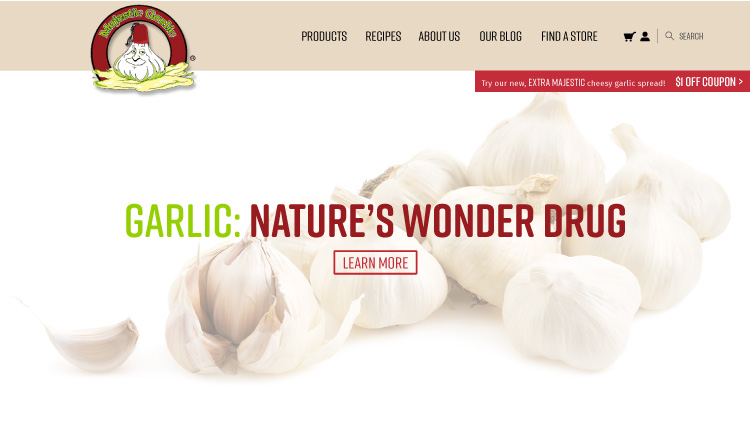 Majestic Garlic
®
PRODUCTS RECIPES ABOUT US OUR BLOG FIND A STORE SEARCH
Try our new, EXTRA MAJESTIC cheesy garlic spread! $1 OFF COUPON >
GARLIC: NATURE'S WONDER DRUG
LEARN MORE